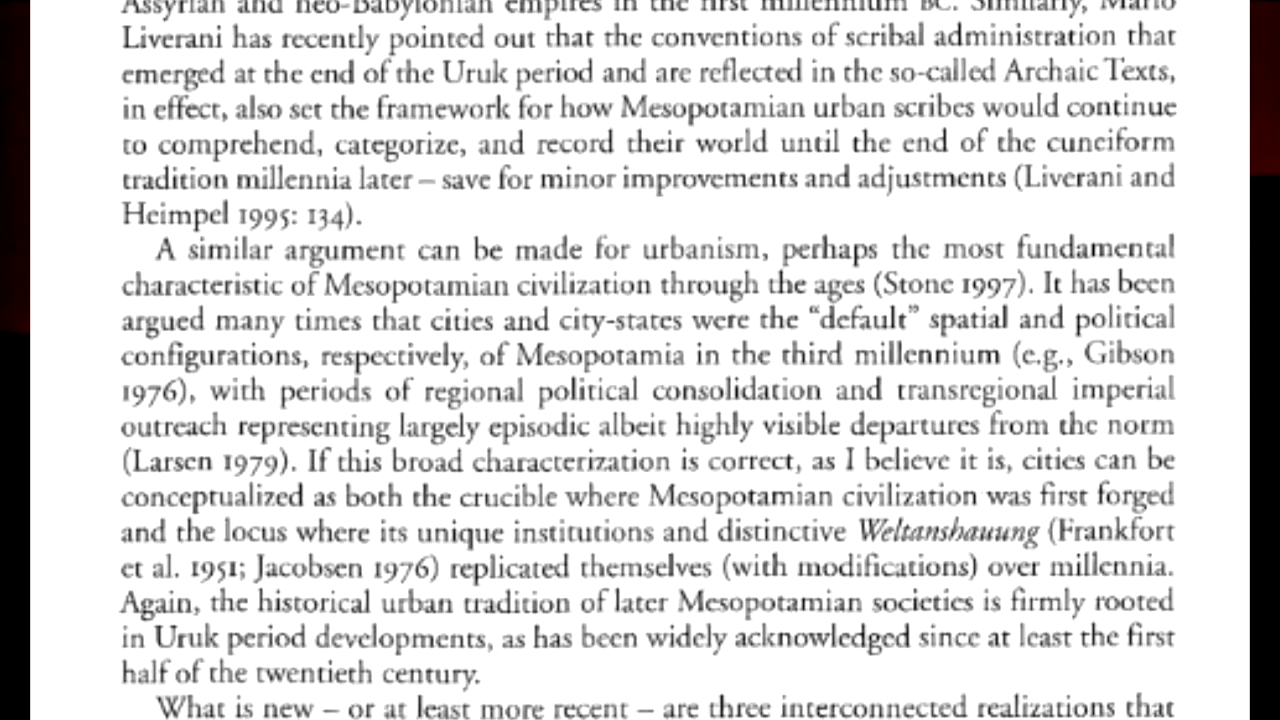 Assyrian and neo-Babylonian empires in the first millennium BC. Similarly, Mario
Liverani has recently pointed out that the conventions of scribal administration that
emerged at the end of the Uruk period and are reflected in the so-called Archaic Texts,
in effect, also set the framework for how Mesopotamian urban scribes would continue
to comprehend, categorize, and record their world until the end of the cuneiform
tradition millennia later – save for minor improvements and adjustments (Liverani and
Heimpel 1995: 134).
A similar argument can be made for urbanism, perhaps the most fundamental
characteristic of Mesopotamian civilization through the ages (Stone 1997). It has been
argued many times that cities and city-states were the “default” spatial and political
configurations, respectively, of Mesopotamia in the third millennium (e.g., Gibson
1976), with periods of regional political consolidation and transregional imperial
outreach representing largely episodic albeit highly visible departures from the norm
(Larsen 1979). If this broad characterization is correct, as I believe it is, cities can be
conceptualized as both the crucible where Mesopotamian civilization was first forged
and the locus where its unique institutions and distinctive Weltanshauung (Frankfort
et al. 1951; Jacobsen 1976) replicated themselves (with modifications) over millennia.
Again, the historical urban tradition of later Mesopotamian societies is firmly rooted
in Uruk period developments, as has been widely acknowledged since at least the first
half of the twentieth century.
What is new – or at least more recent – are three interconnected realizations that